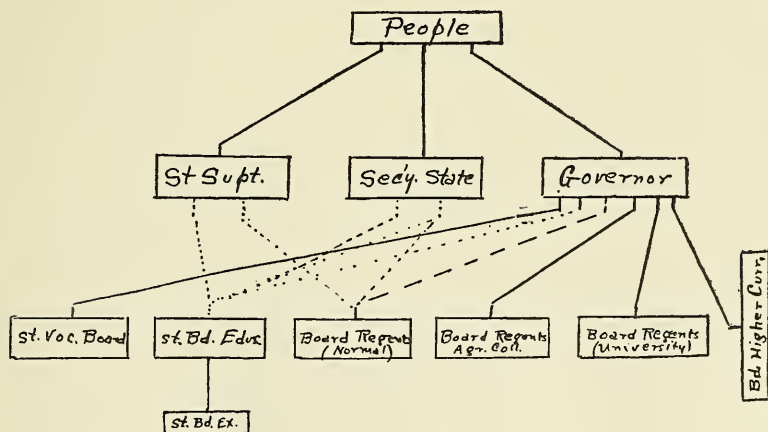 People
St Supt.
Sec'y. State
Governor
St. Voc. Board
St. Bd. Educ.
Board Regents
(Normal)
Board Regents
Agr. Coll.
Board Regents
(University)
Bd. Higher Curr.
St. Bd. Ex.